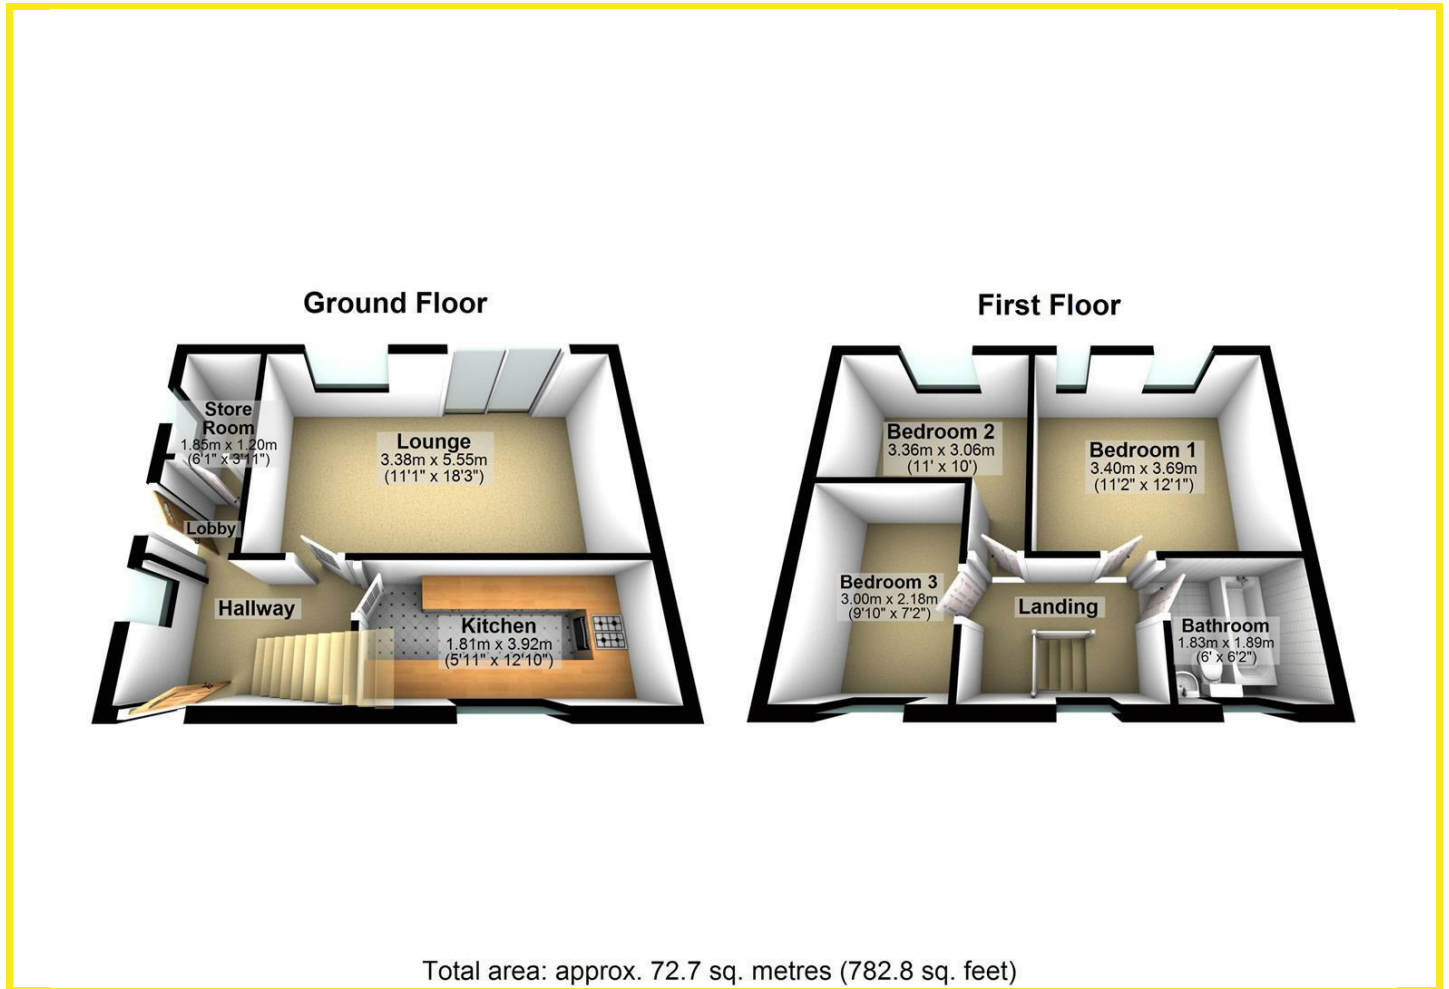 Ground Floor
First Floor
Store
Room
1.85m x 1.20m
(6'1" x 3'11")
Lounge
3.38m x 5.55m
(11'1" x 18'3")
Lobby
Hallway
Kitchen
1.81m x 3.92m
(5'11" x 12'10")
Bedroom 2
3.36m x 3.06m
(11' x 10')
Bedroom 1
3.40m x 3.69m
(11'2" x 12'1")
Bedroom 3
3.00m x 2.18m
(9'10" x 7'2")
Landing
Bathroom
1.83m x 1.89m
(6' x 6'2")
Total area: approx. 72.7 sq. metres (782.8 sq. feet)